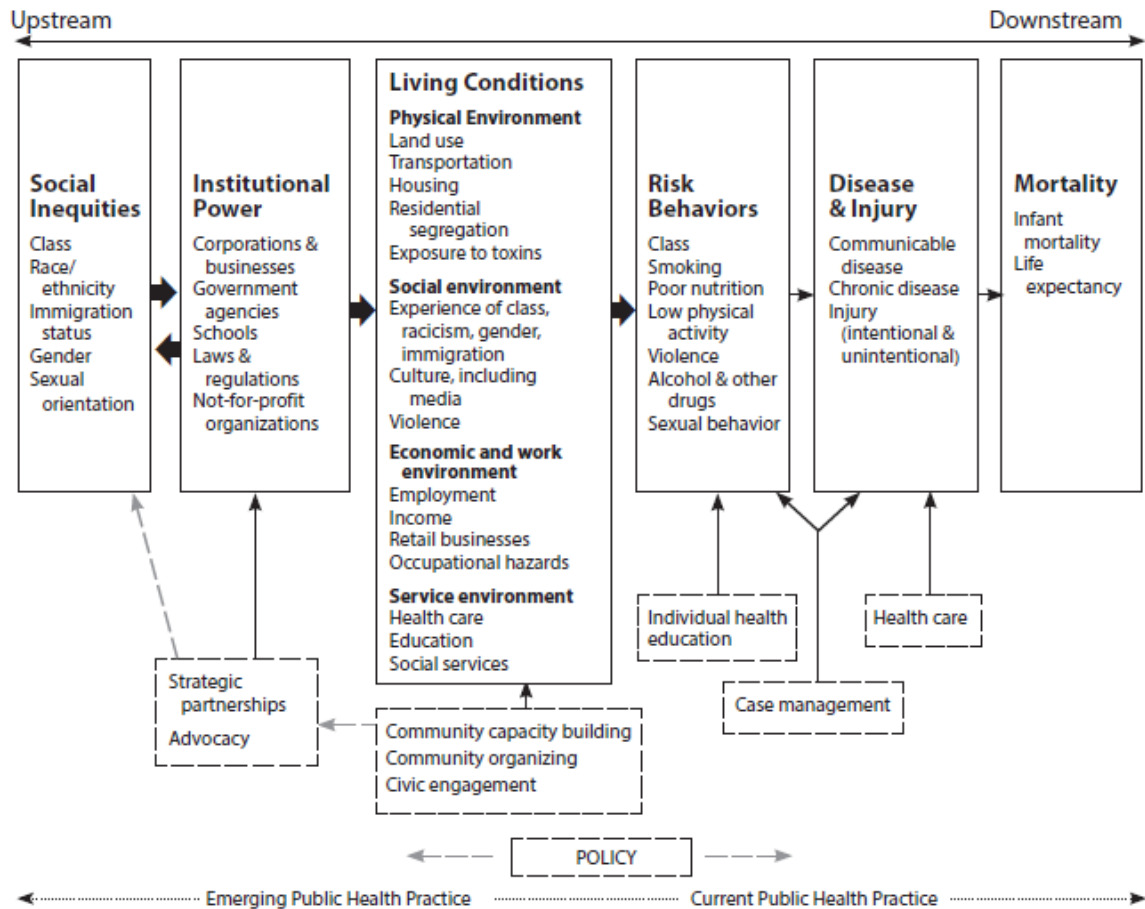 Upstream
Downstream
Social
Inequities
Class
Race/
ethnicity
Immigration
status
Gender
Sexual
orientation
Institutional
Power
Corporations &
businesses
Government
agencies
Schools
Laws &
regulations
Not-for-profit
organizations
Living Conditions
Physical Environment
Land use
Transportation
Housing
Residential
segregation
Exposure to toxins
Social environment
Experience of class,
racicism, gender,
immigration
Culture, including
media
Violence
Economic and work
environment
Employment
Income
Retail businesses
Occupational hazards
Service environment
Health care
Education
Social services
Risk
Behaviors
Class
Smoking
Poor nutrition
Low physical
activity
Violence
Alcohol & other
drugs
Sexual behavior
Disease
& Injury
Communicable
disease
Chronic disease
Injury
(intentional &
unintentional)
Mortality
Infant
mortality
Life
expectancy
Strategic
partnerships
Advocacy
Community capacity building
Community organizing
Civic engagement
Individual health
education
Case management
Health care
POLICY
Emerging Public Health Practice
Current Public Health Practice